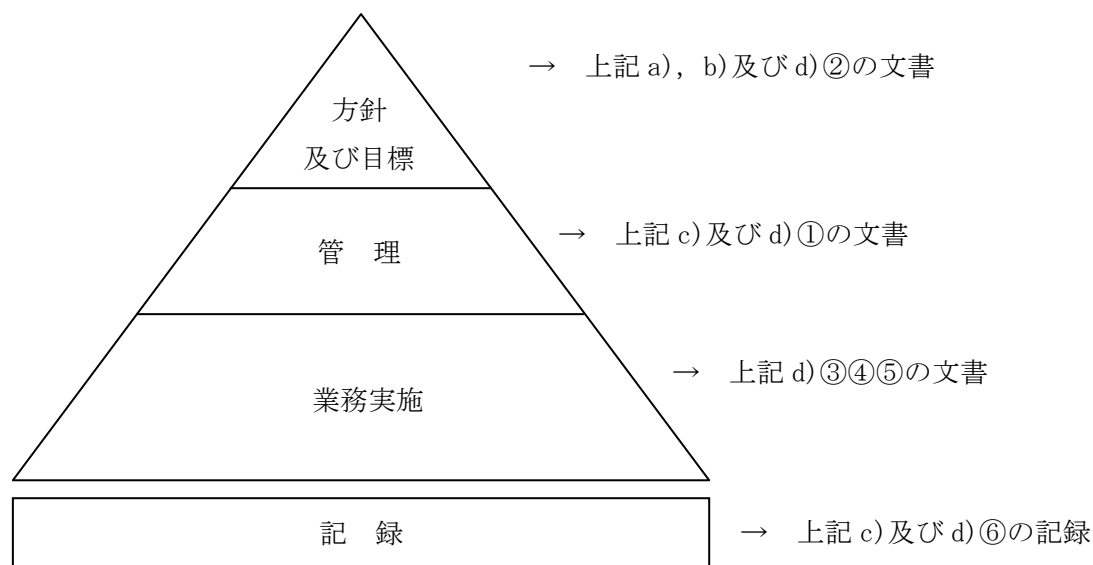 → 上記 a), b)及び d)②の文書
方針
及び目標
→ 上記 c)及び d)①の文書
管 理
→ 上記 d)③④⑤の文書
業務実施
記 録
→ 上記 c)及び d)⑥の記録